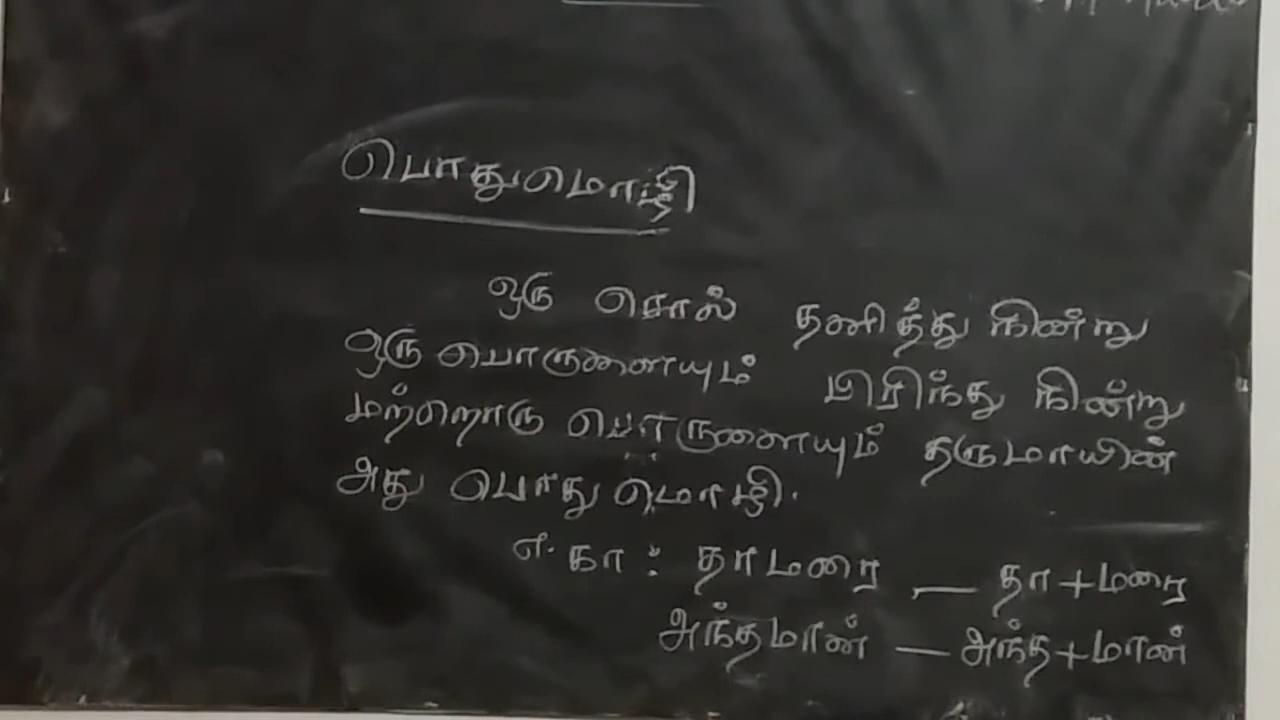 பொதுமொழி
ஒரு சொல் தனித்து நின்று
ஒரு பொருளையும் பிரிந்து நின்று
மற்றொரு பொருளையும் தருமாயின்
அது பொது மொழி.
எ.கா : தாமரை — தா+மரை
அந்தமான் — அந்த+மான்